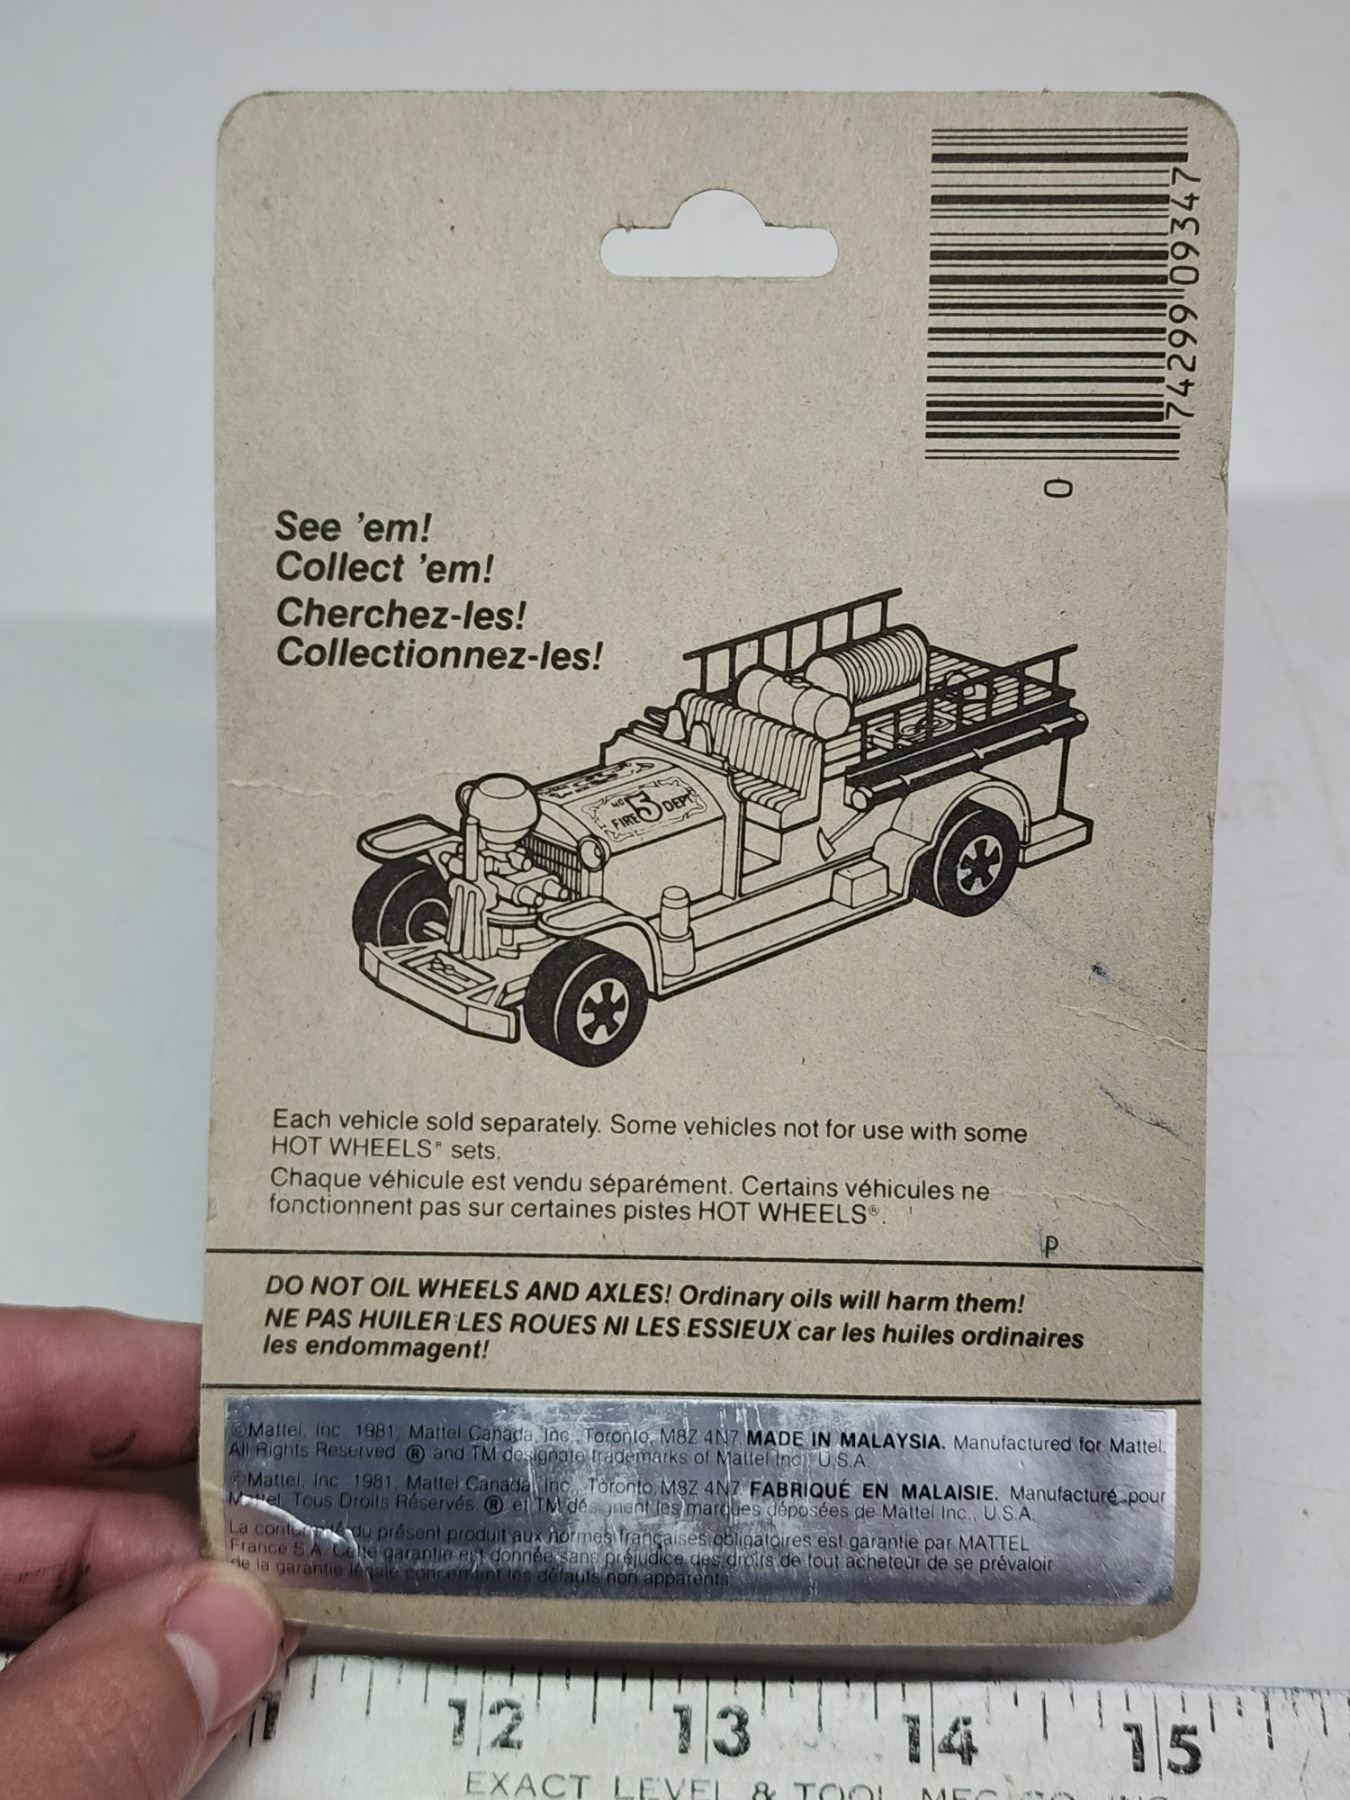 74299 09347
0
See 'em!
Collect 'em!
Cherchez-les!
Collectionnez-les!
NO 5
FIRE DEPT
Each vehicle sold separately. Some vehicles not for use with some
HOT WHEELS® sets.
Chaque véhicule est vendu séparément. Certains véhicules ne
fonctionnent pas sur certaines pistes HOT WHEELS®.
P
DO NOT OIL WHEELS AND AXLES! Ordinary oils will harm them!
NE PAS HUILER LES ROUES NI LES ESSIEUX car les huiles ordinaires
les endommagent!
©Mattel, Inc. 1981, Mattel Canada, Inc., Toronto, M8Z 4N7. MADE IN MALAYSIA. Manufactured for Mattel.
All Rights Reserved. ® and TM designate trademarks of Mattel Inc., U.S.A.
©Mattel, Inc. 1981. Mattel Canada, Inc., Toronto, M8Z 4N7. FABRIQUÉ EN MALAISIE. Manufacturé pour
Mattel. Tous Droits Réservés. ® et TM désignent les marques déposées de Mattel Inc., U.S.A.
La conformité du présent produit aux normes françaises obligatoires est garantie par MATTEL
France S.A. Cette garantie est donnée sans préjudice des droits de tout acheteur de se prévaloir
de la garantie légale concernant les défauts non apparents.
11 12 13 14 15
EXACT LEVEL & TOOL